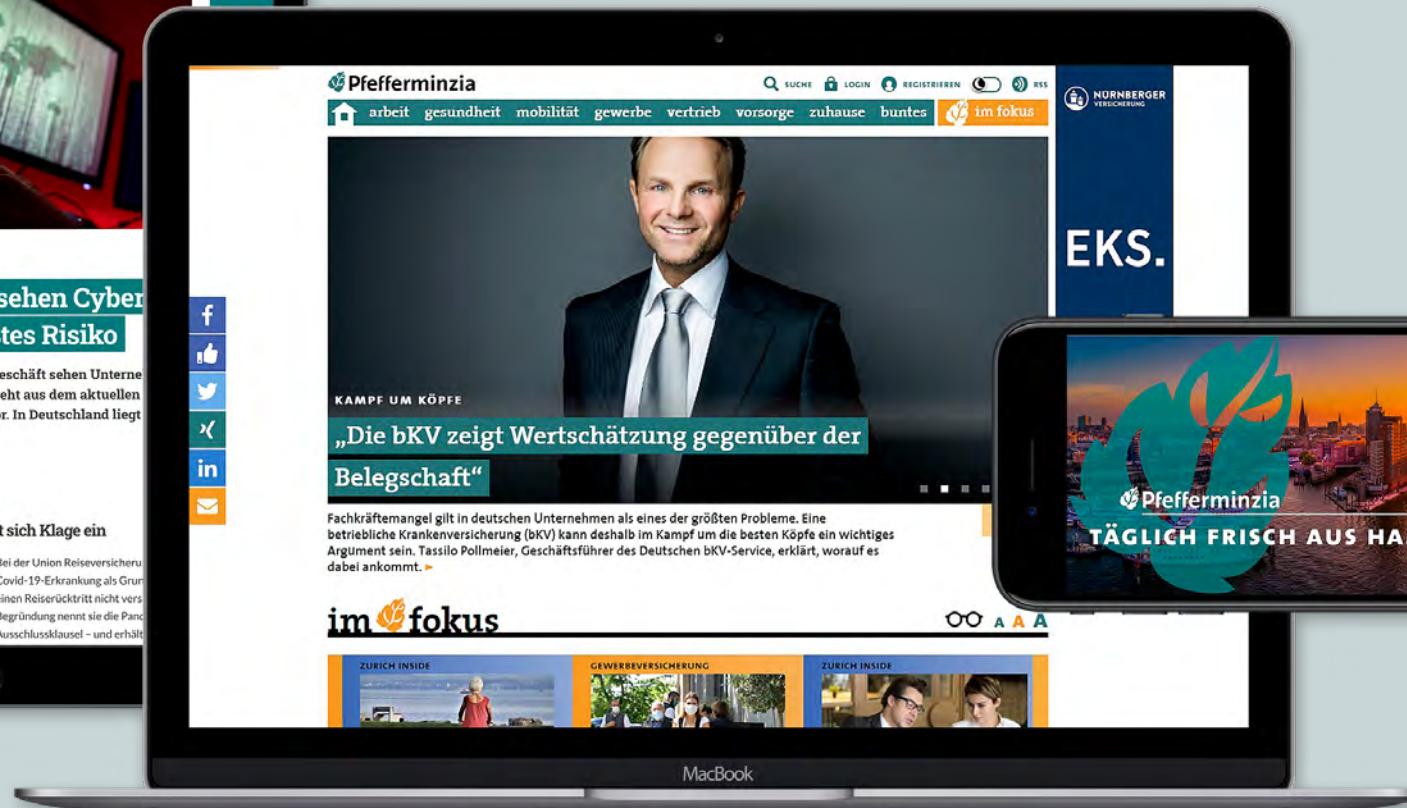 sehen Cyber
tes Risiko
eschäft sehen Unterne
eht aus dem aktuellen
or. In Deutschland liegt
t sich Klage ein
Bei der Union Reiseversicheru
Covid-19-Erkrankung als Grun
einen Reiserücktritt nicht vers
Begründung nennt sie die Pand
Ausschlussklausel – und erhält
Pfefferminzia
SUCHE LOGIN REGISTRIEREN RSS
arbeit gesundheit mobilität gewerbe vertrieb vorsorge zuhause buntes im fokus
KAMPF UM KÖPFE
„Die bKV zeigt Wertschätzung gegenüber der
Belegschaft“
Fachkräftemangel gilt in deutschen Unternehmen als eines der größten Probleme. Eine
betriebliche Krankenversicherung (bKV) kann deshalb im Kampf um die besten Köpfe ein wichtiges
Argument sein. Tassilo Pollmeier, Geschäftsführer des Deutschen bKV-Service, erklärt, worauf es
dabei ankommt.
im fokus
A A A
ZURICH INSIDE
GEWERBEVERSICHERUNG
ZURICH INSIDE
NÜRNBERGER
VERSICHERUNG
EKS.
Pfefferminzia
TÄGLICH FRISCH AUS HA
MacBook